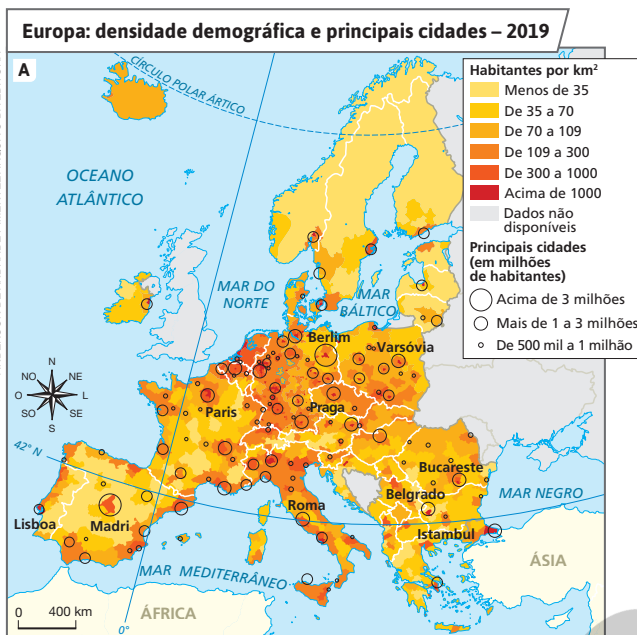 Europa: densidade demográfica e principais cidades – 2019
A
CÍRCULO POLAR ÁRTICO
OCEANO
ATLÂNTICO
MAR DO
NORTE
MAR
BÁLTICO
Berlim
Varsóvia
Paris
Praga
Bucareste
Belgrado
MAR NEGRO
Roma
Istambul
Lisboa
Madri
MAR MEDITERRÂNEO
ÁSIA
ÁFRICA
42° N
0°
N
NO
NE
O
L
SO
SE
S
0 400 km
Habitantes por km²
Menos de 35
De 35 a 70
De 70 a 109
De 109 a 300
De 300 a 1000
Acima de 1000
Dados não
disponíveis
Principais cidades
(em milhões
de habitantes)
Acima de 3 milhões
Mais de 1 a 3 milhões
De 500 mil a 1 milhão